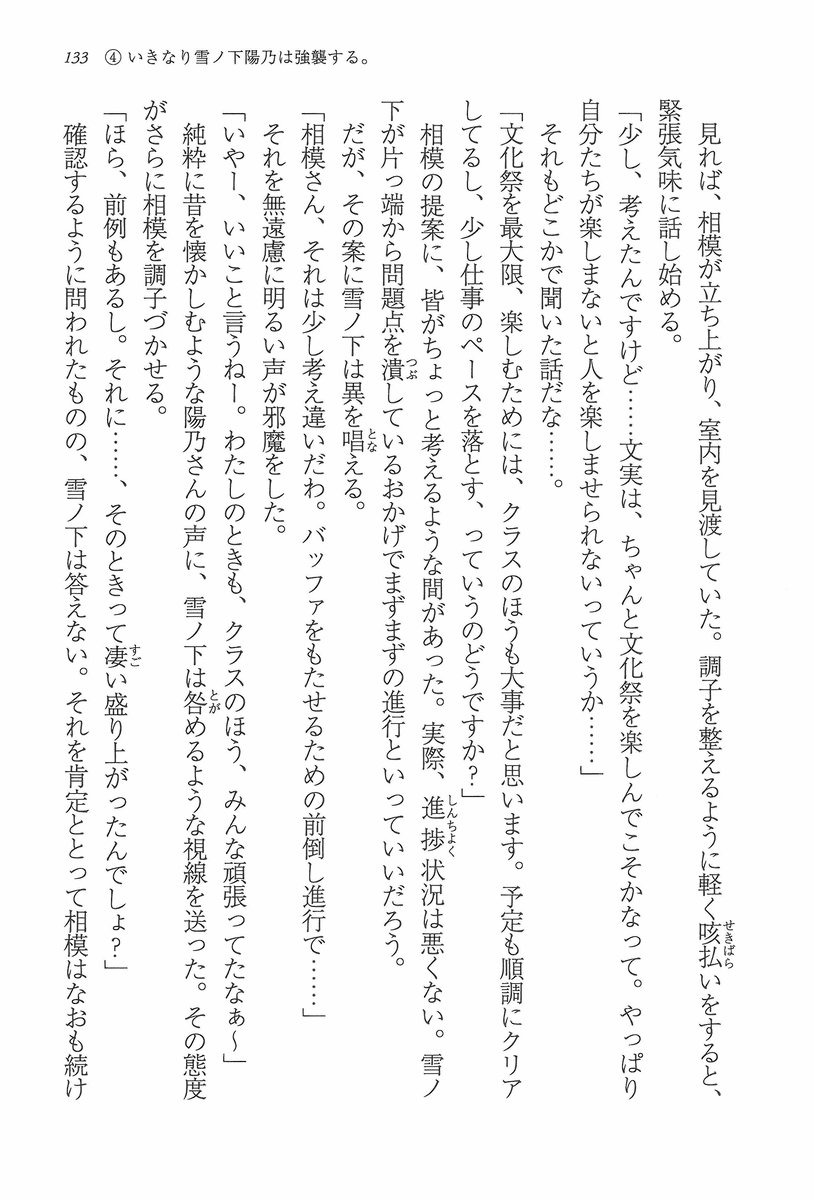 133 ④ いきなり雪ノ下陽乃は強襲する。
見れば、相模が立ち上がり、室内を見渡していた。調子を整えるように軽く咳払いをすると、
緊張気味に話し始める。
「少し、考えたんですけど……文実は、ちゃんと文化祭を楽しんでこそかなって。やっぱり
自分たちが楽しまないと人を楽しませられないっていうか……」
それもどこかで聞いた話だな……。
「文化祭を最大限、楽しむためには、クラスのほうも大事だと思います。予定も順調にクリア
してるし、少し仕事のペースを落とす、っていうのどうですか?」
相模の提案に、皆がちょっと考えるような間があった。実際、進捗状況は悪くない。雪ノ
下が片っ端から問題点を潰しているおかげでまずまずの進行といっていいだろう。
だが、その案に雪ノ下は異を唱える。
「相模さん、それは少し考え違いだわ。バッファをもたせるための前倒し進行で……」
それを無遠慮に明るい声が邪魔をした。
「いやー、いいこと言うねー。わたしのときも、クラスのほう、みんな頑張ってたなぁ～」
純粋に昔を懐かしむような陽乃さんの声に、雪ノ下は咎めるような視線を送った。その態度
がさらに相模を調子づかせる。
「ほら、前例もあるし。それに……、そのときって凄い盛り上がったんでしょ?」
確認するように問われたものの、雪ノ下は答えない。それを肯定ととって相模はなおも続け